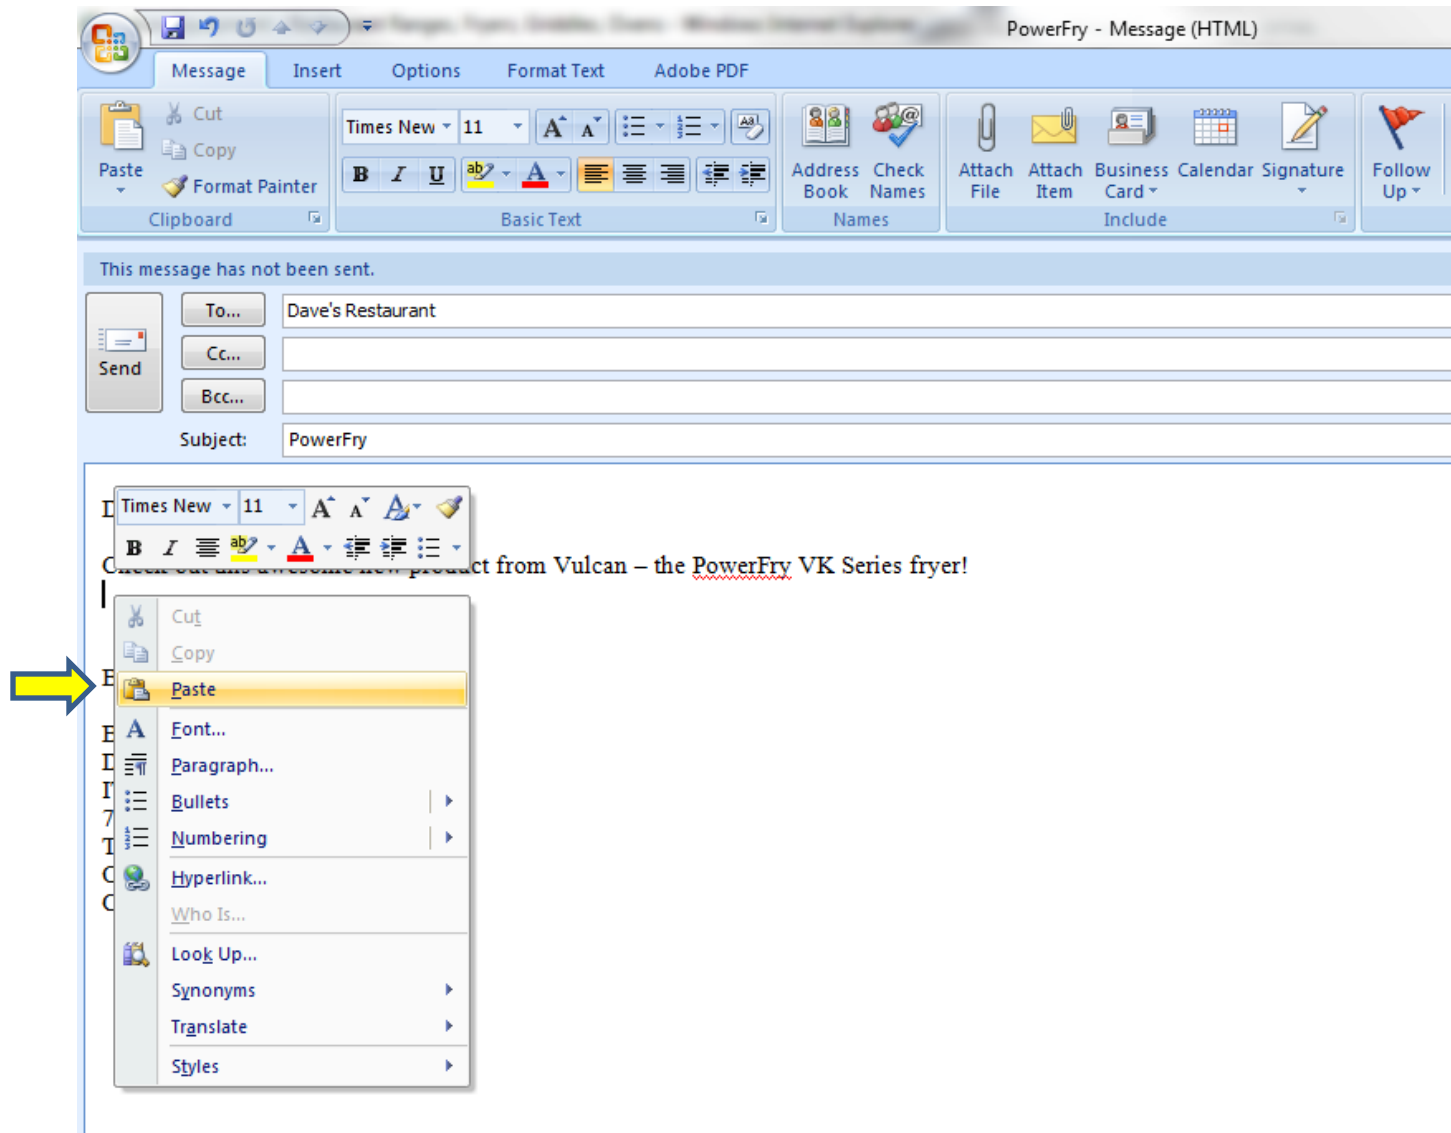 PowerFry - Message (HTML)
Message Insert Options Format Text Adobe PDF
Paste
Cut
Copy
Format Painter
Clipboard
Times New 11
B I U
Basic Text
Address Book
Check Names
Names
Attach File
Attach Item
Business Card
Calendar
Signature
Include
Follow Up
This message has not been sent.
Send
To... Dave's Restaurant
Cc...
Bcc...
Subject: PowerFry
Times New 11
B I
product from Vulcan – the PowerFry VK Series fryer!
Cut
Copy
Paste
Font...
Paragraph...
Bullets
Numbering
Hyperlink...
Who Is...
Look Up...
Synonyms
Translate
Styles